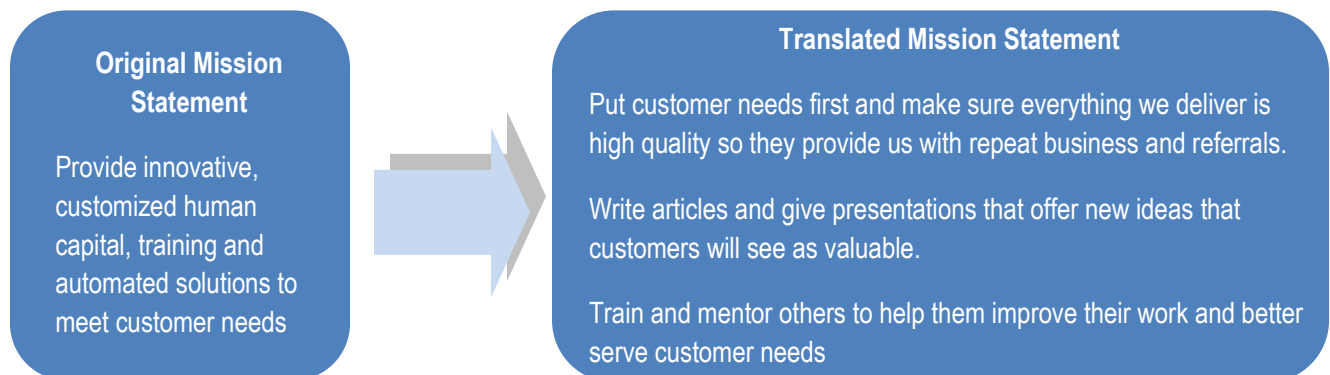 Original Mission
Statement
Provide innovative,
customized human
capital, training and
automated solutions to
meet customer needs
Translated Mission Statement
Put customer needs first and make sure everything we deliver is
high quality so they provide us with repeat business and referrals.
Write articles and give presentations that offer new ideas that
customers will see as valuable.
Train and mentor others to help them improve their work and better
serve customer needs